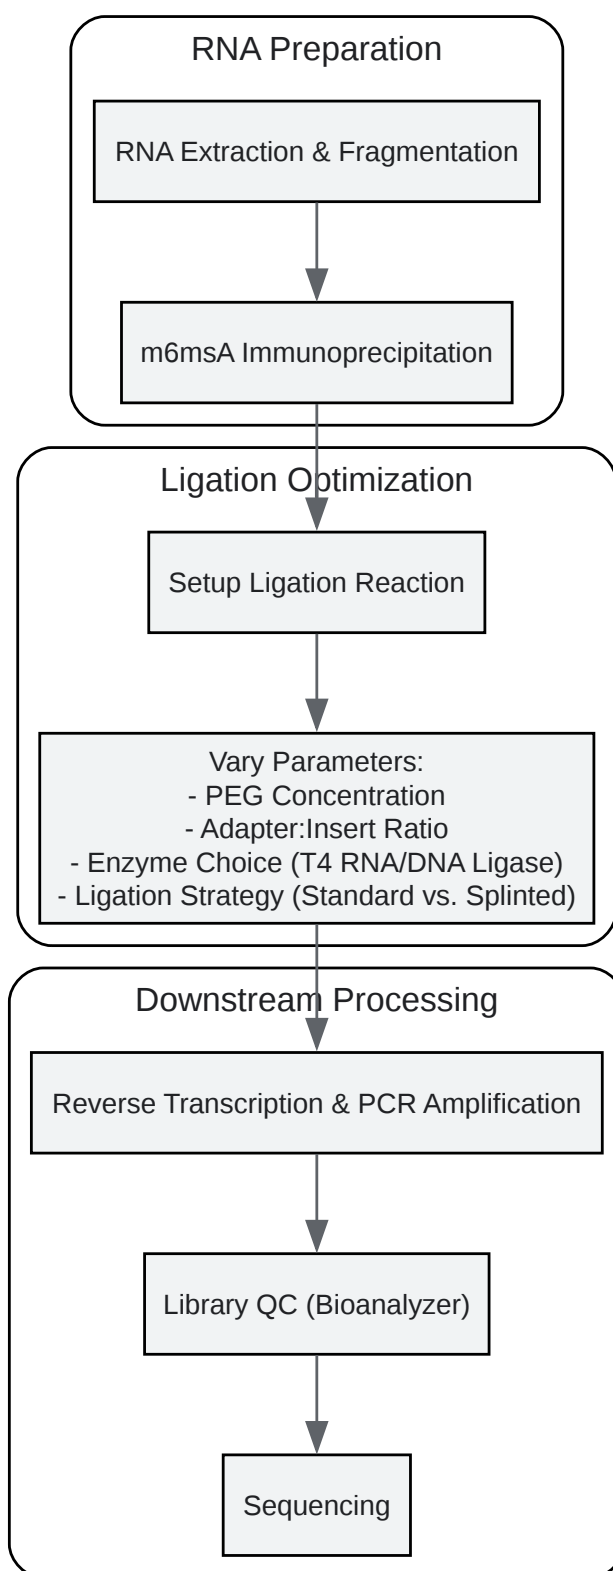 RNA Preparation
RNA Extraction & Fragmentation
m6msA Immunoprecipitation
Ligation Optimization
Setup Ligation Reaction
Vary Parameters:
- PEG Concentration
- Adapter:Insert Ratio
- Enzyme Choice (T4 RNA/DNA Ligase)
- Ligation Strategy (Standard vs. Splinted)
Downstream Processing
Reverse Transcription & PCR Amplification
Library QC (Bioanalyzer)
Sequencing